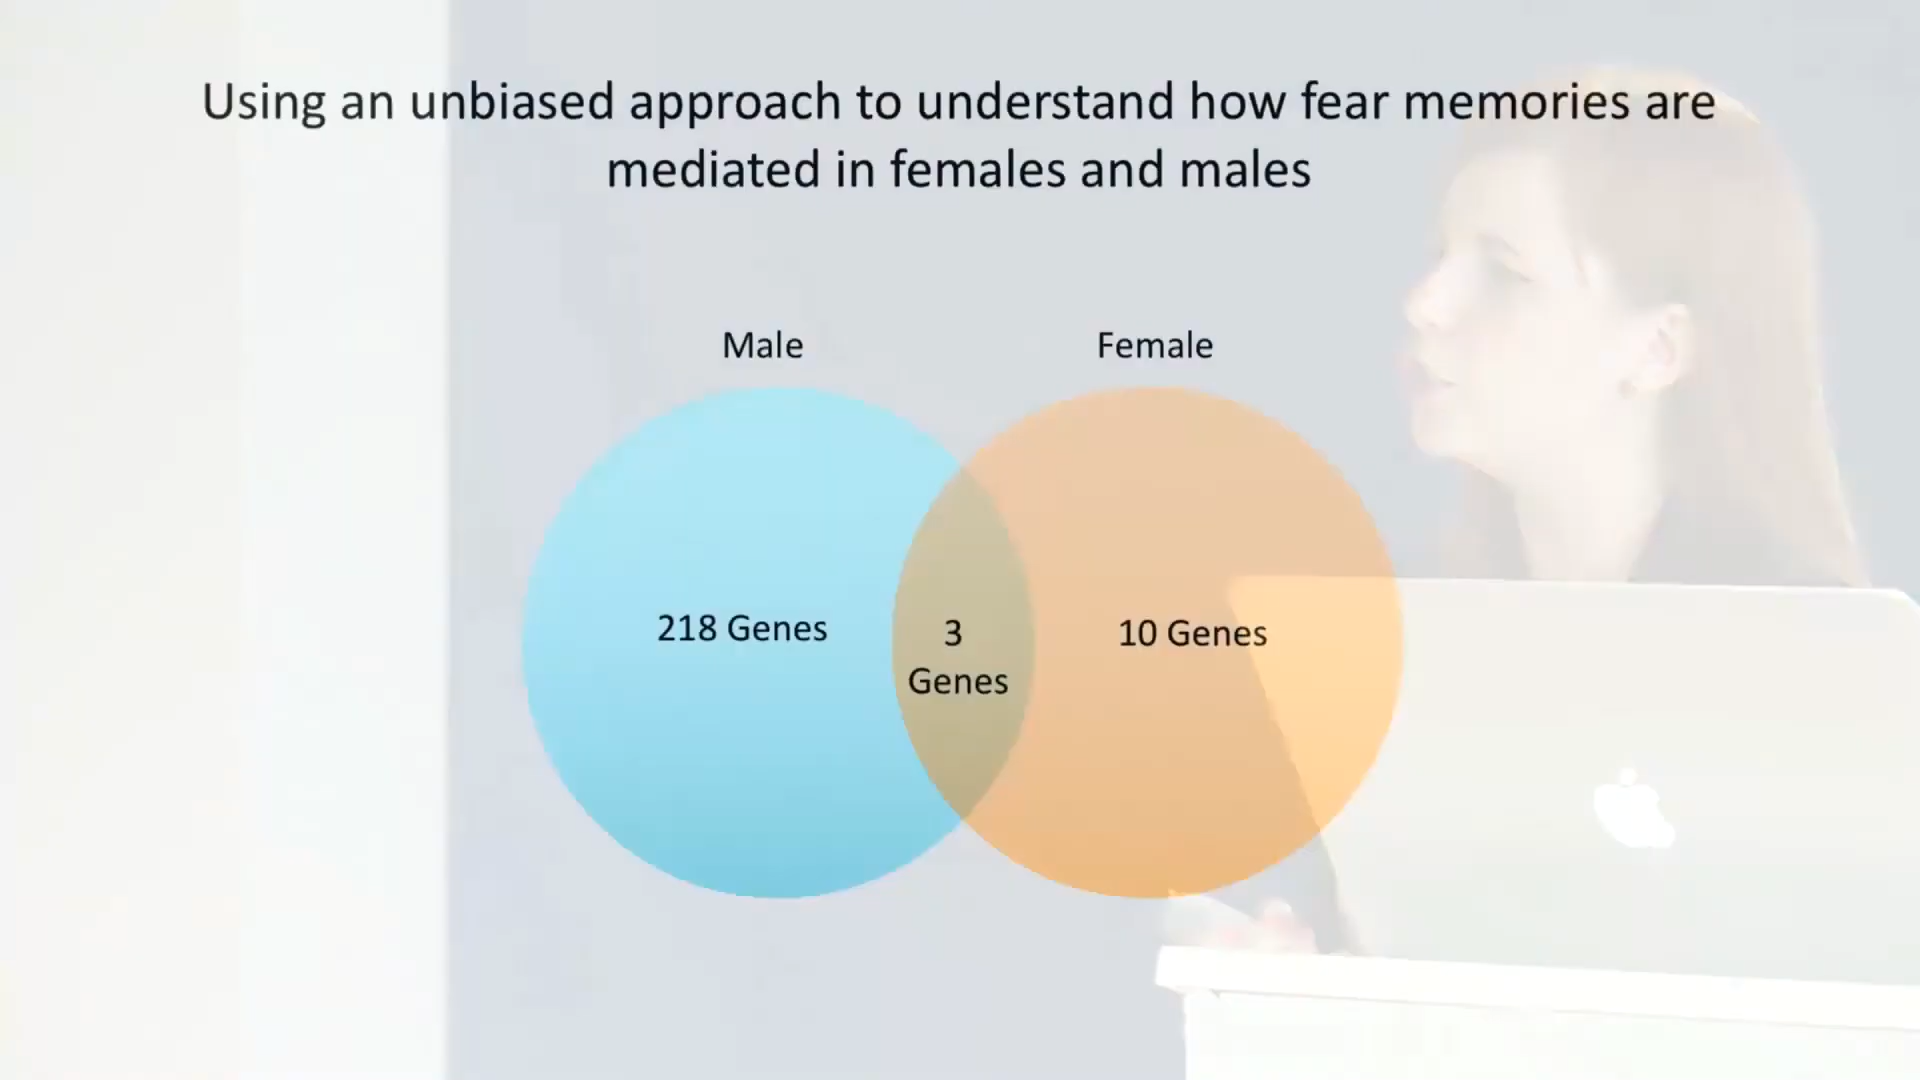 Using an unbiased approach to understand how fear memories are
mediated in females and males
Male
Female
218 Genes
3
Genes
10 Genes